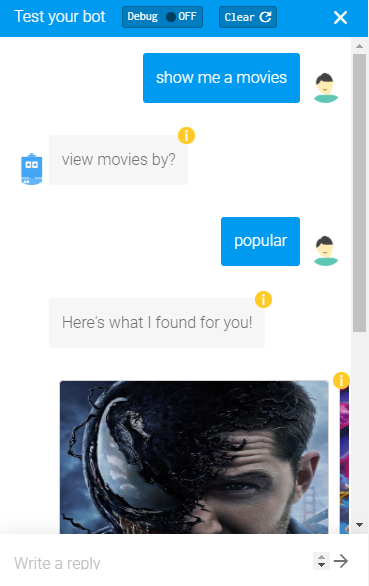 Test your bot Debug OFF Clear
show me a movies
view movies by?
popular
Here's what I found for you!
Write a reply